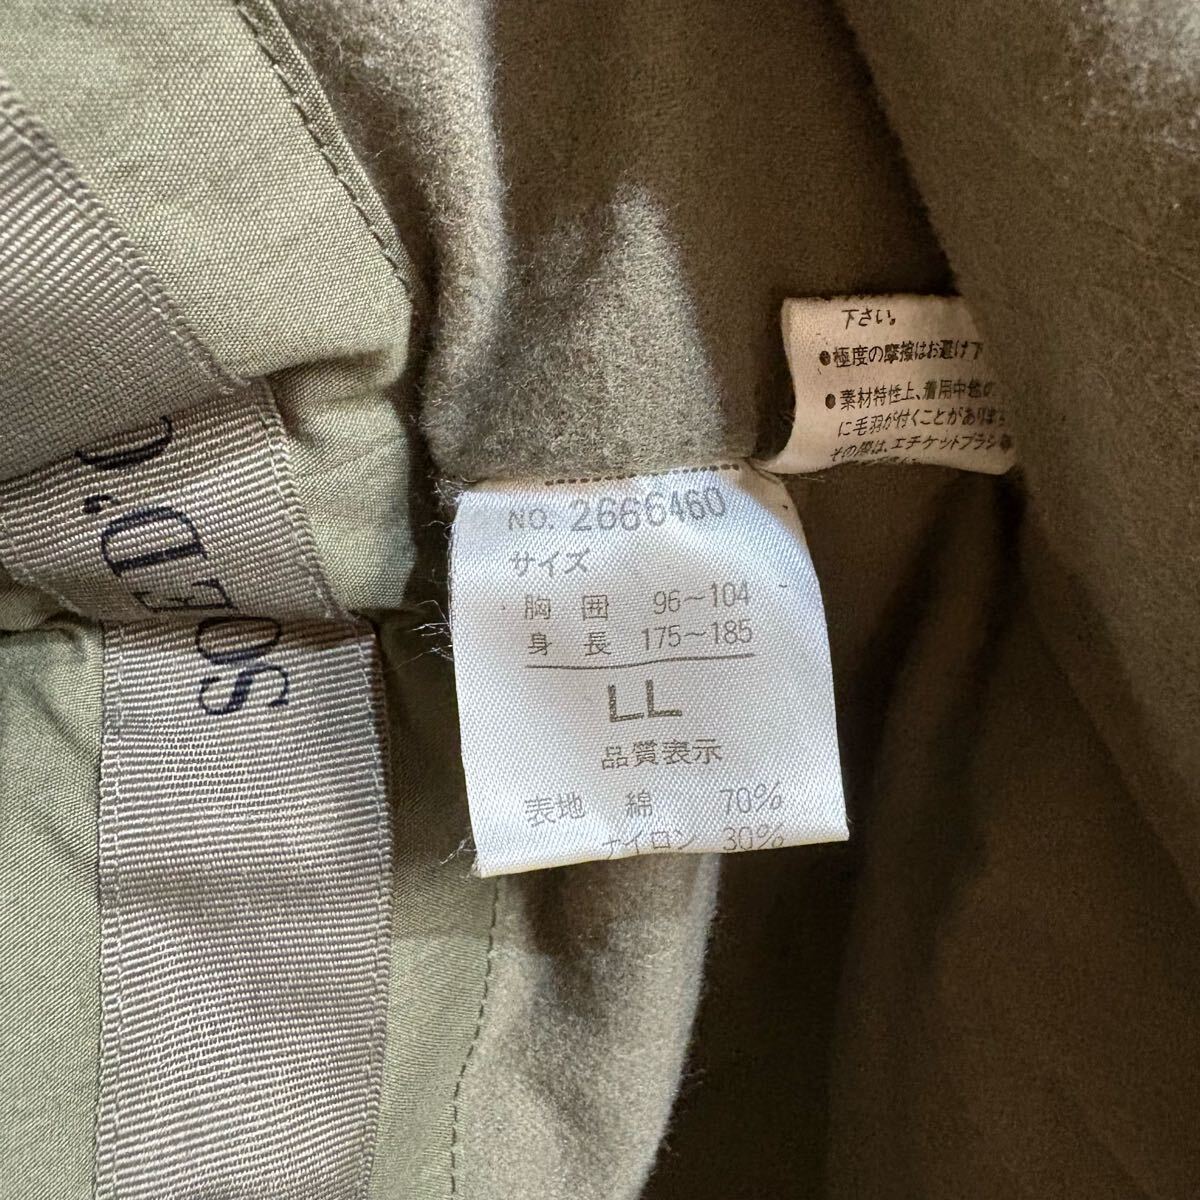 下さい。
●極度の摩擦はお避け下
●素材特性上、着用中
に毛羽が付くことがありま
その際は、エチケットブラシ
NO. 2666460
サイズ
胸 囲 96～104
身 長 175～185
LL
品質表示
表地 綿 70%
ナイロン 30%
D'ÉTÉ
SO